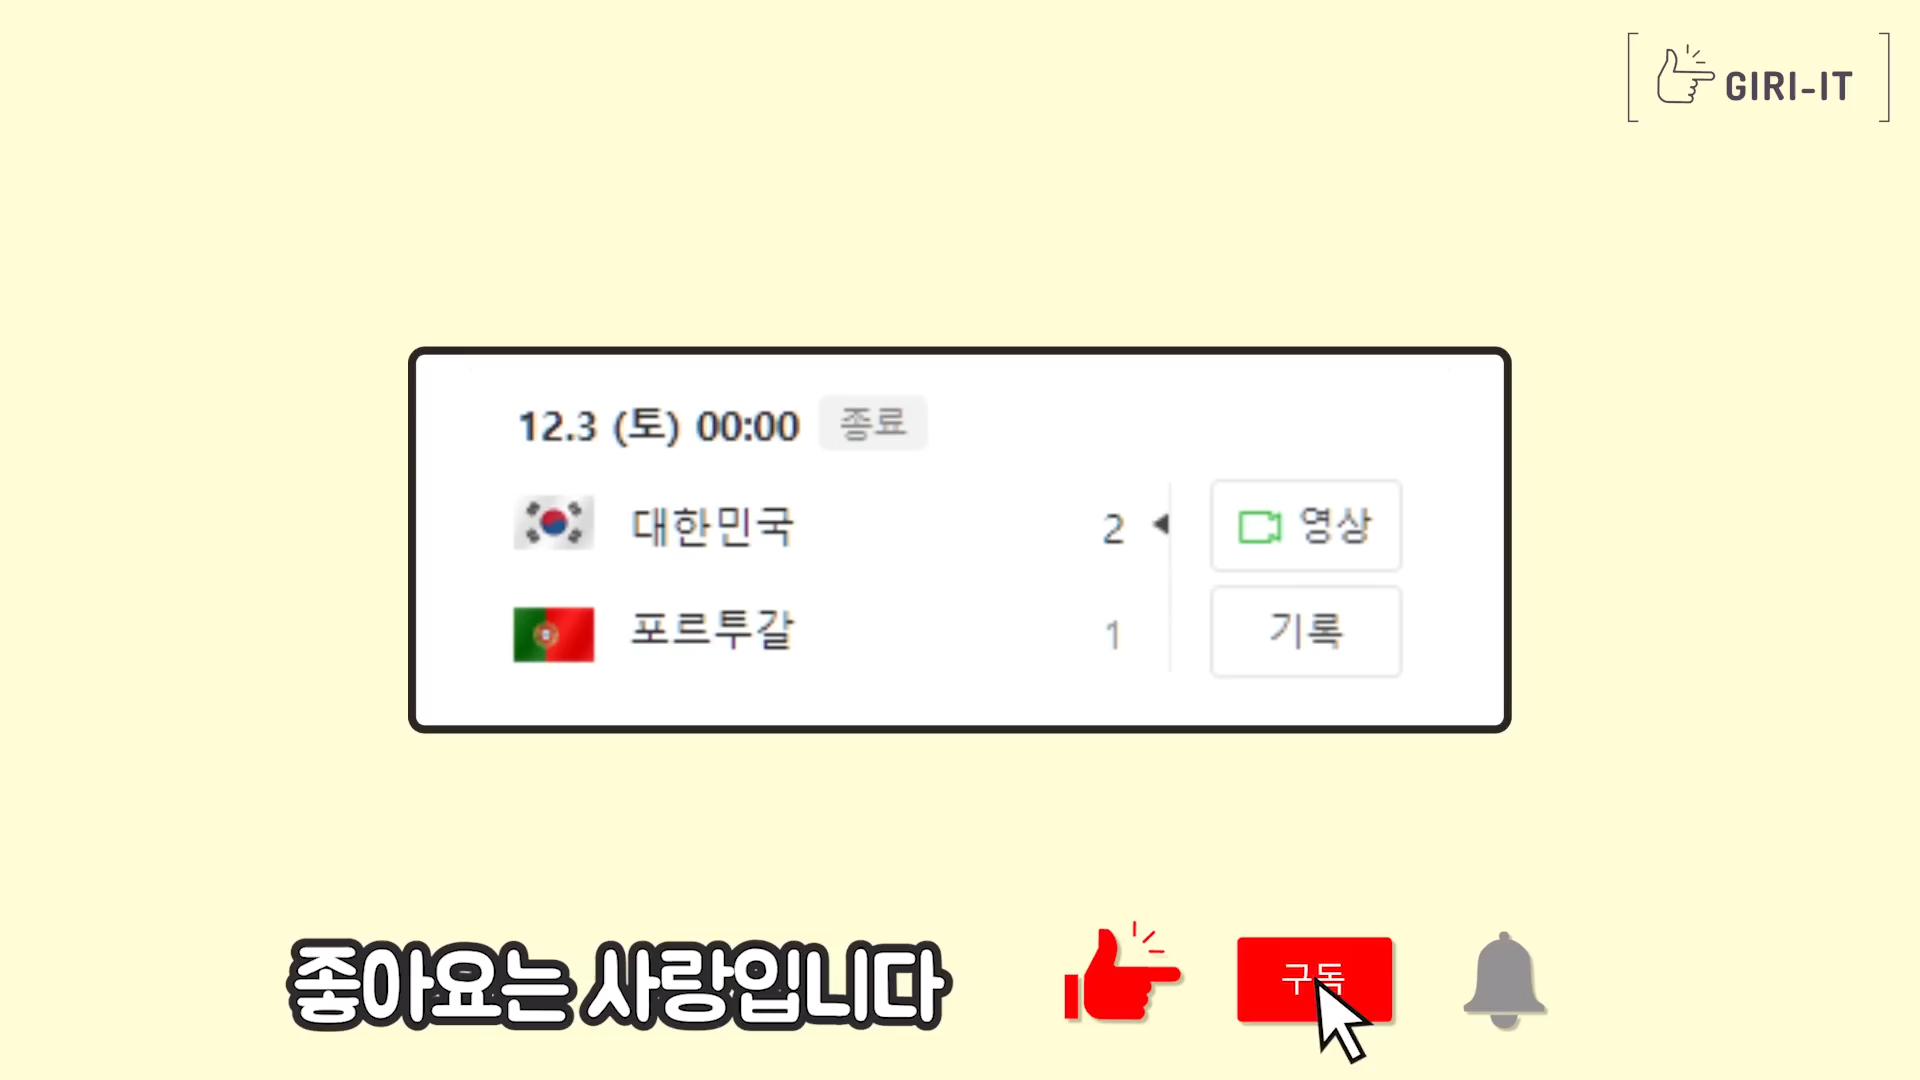 GIRI-IT
12.3 (토) 00:00 종료
대한민국 2 영상
포르투갈 1 기록
좋아요는 사랑입니다 구독